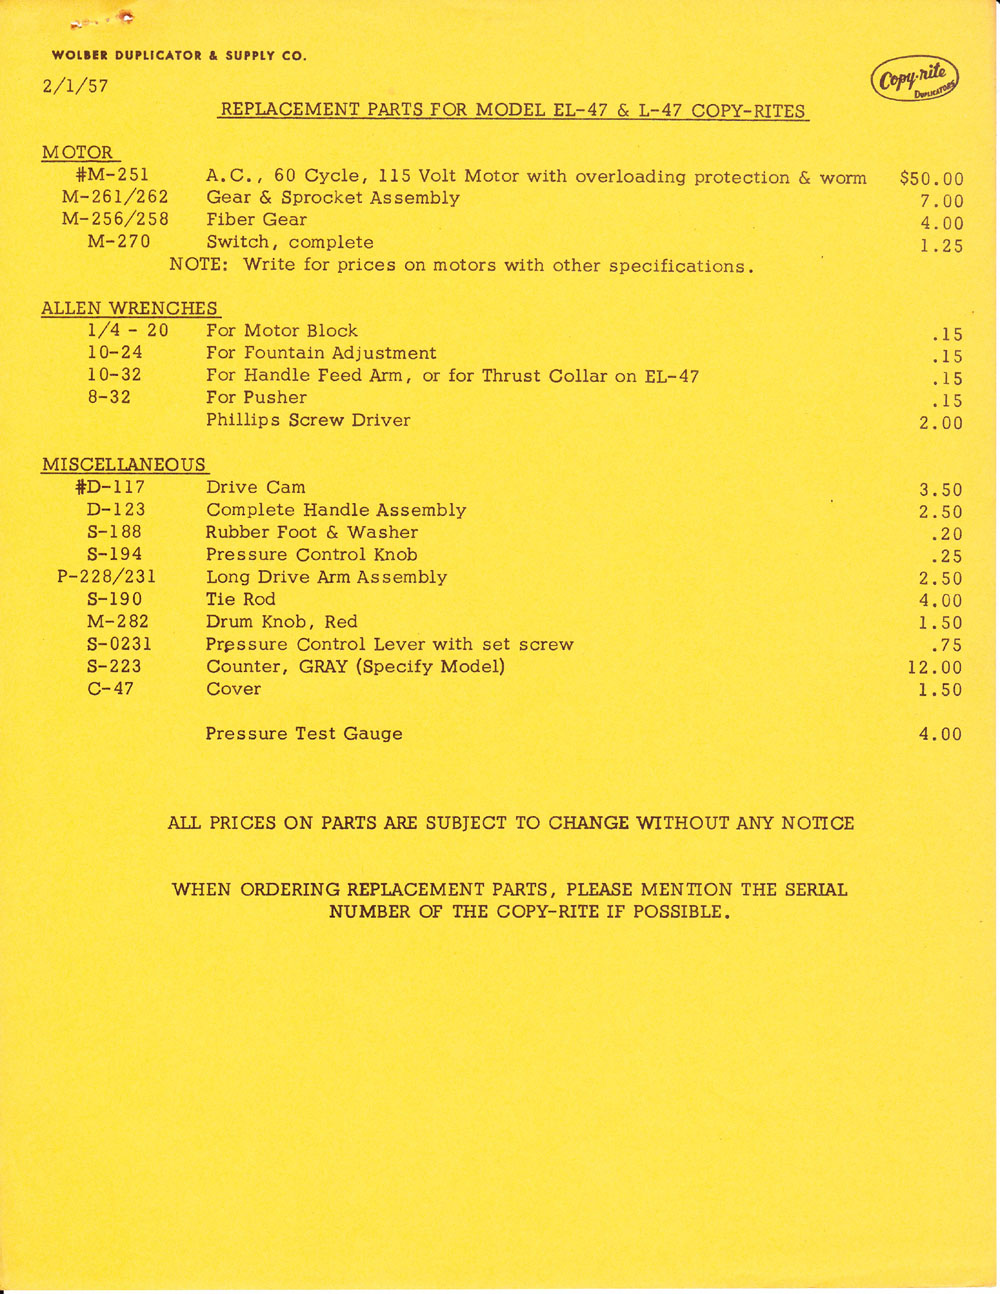 WOLBER DUPLICATOR & SUPPLY CO.
2/1/57
Copy-rite
DUPLICATORS
REPLACEMENT PARTS FOR MODEL EL-47 & L-47 COPY-RITES
MOTOR
#M-251 A.C., 60 Cycle, 115 Volt Motor with overloading protection & worm $50.00
M-261/262 Gear & Sprocket Assembly 7.00
M-256/258 Fiber Gear 4.00
M-270 Switch, complete 1.25
NOTE: Write for prices on motors with other specifications.
ALLEN WRENCHES
1/4 - 20 For Motor Block .15
10-24 For Fountain Adjustment .15
10-32 For Handle Feed Arm, or for Thrust Collar on EL-47 .15
8-32 For Pusher .15
Phillips Screw Driver 2.00
MISCELLANEOUS
#D-117 Drive Cam 3.50
D-123 Complete Handle Assembly 2.50
S-188 Rubber Foot & Washer .20
S-194 Pressure Control Knob .25
P-228/231 Long Drive Arm Assembly 2.50
S-190 Tie Rod 4.00
M-282 Drum Knob, Red 1.50
S-0231 Pressure Control Lever with set screw .75
S-223 Counter, GRAY (Specify Model) 12.00
C-47 Cover 1.50
Pressure Test Gauge 4.00
ALL PRICES ON PARTS ARE SUBJECT TO CHANGE WITHOUT ANY NOTICE
WHEN ORDERING REPLACEMENT PARTS, PLEASE MENTION THE SERIAL
NUMBER OF THE COPY-RITE IF POSSIBLE.